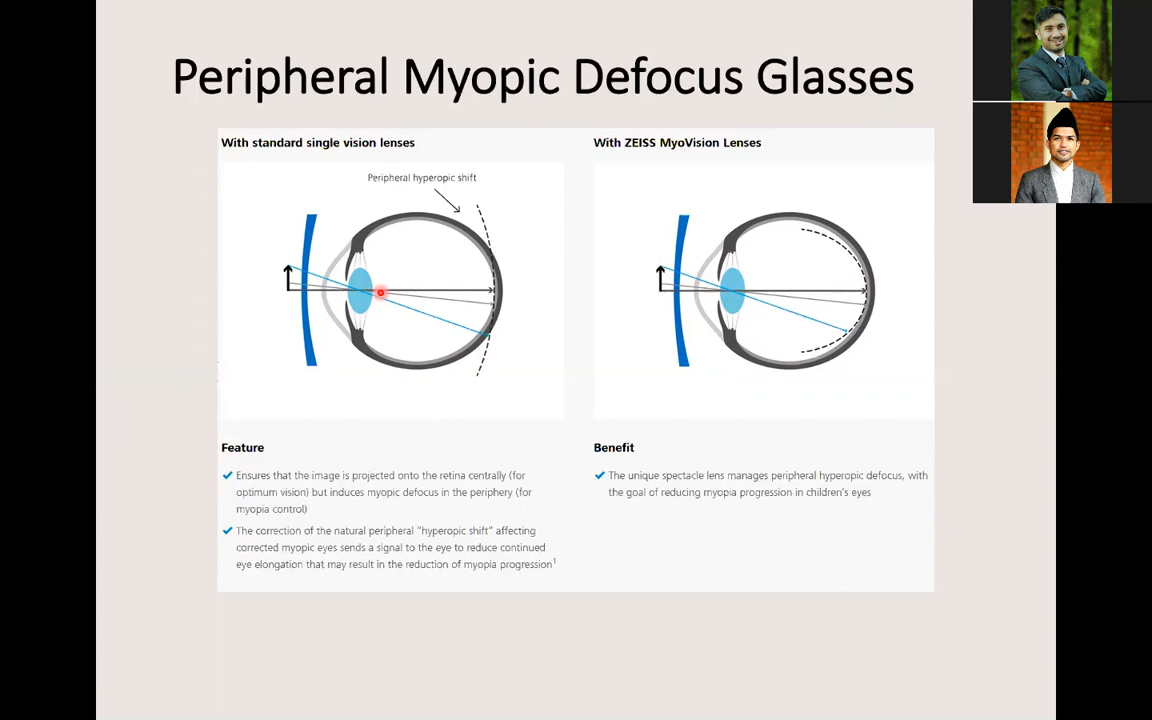 Peripheral Myopic Defocus Glasses
With standard single vision lenses
Peripheral hyperopic shift
With ZEISS MyoVision Lenses
Feature
Ensures that the image is projected onto the retina centrally (for
optimum vision) but induces myopic defocus in the periphery (for
myopia control)
The correction of the natural peripheral “hyperopic shift” affecting
corrected myopic eyes sends a signal to the eye to reduce continued
eye elongation that may result in the reduction of myopia progression1
Benefit
The unique spectacle lens manages peripheral hyperopic defocus, with
the goal of reducing myopia progression in children’s eyes